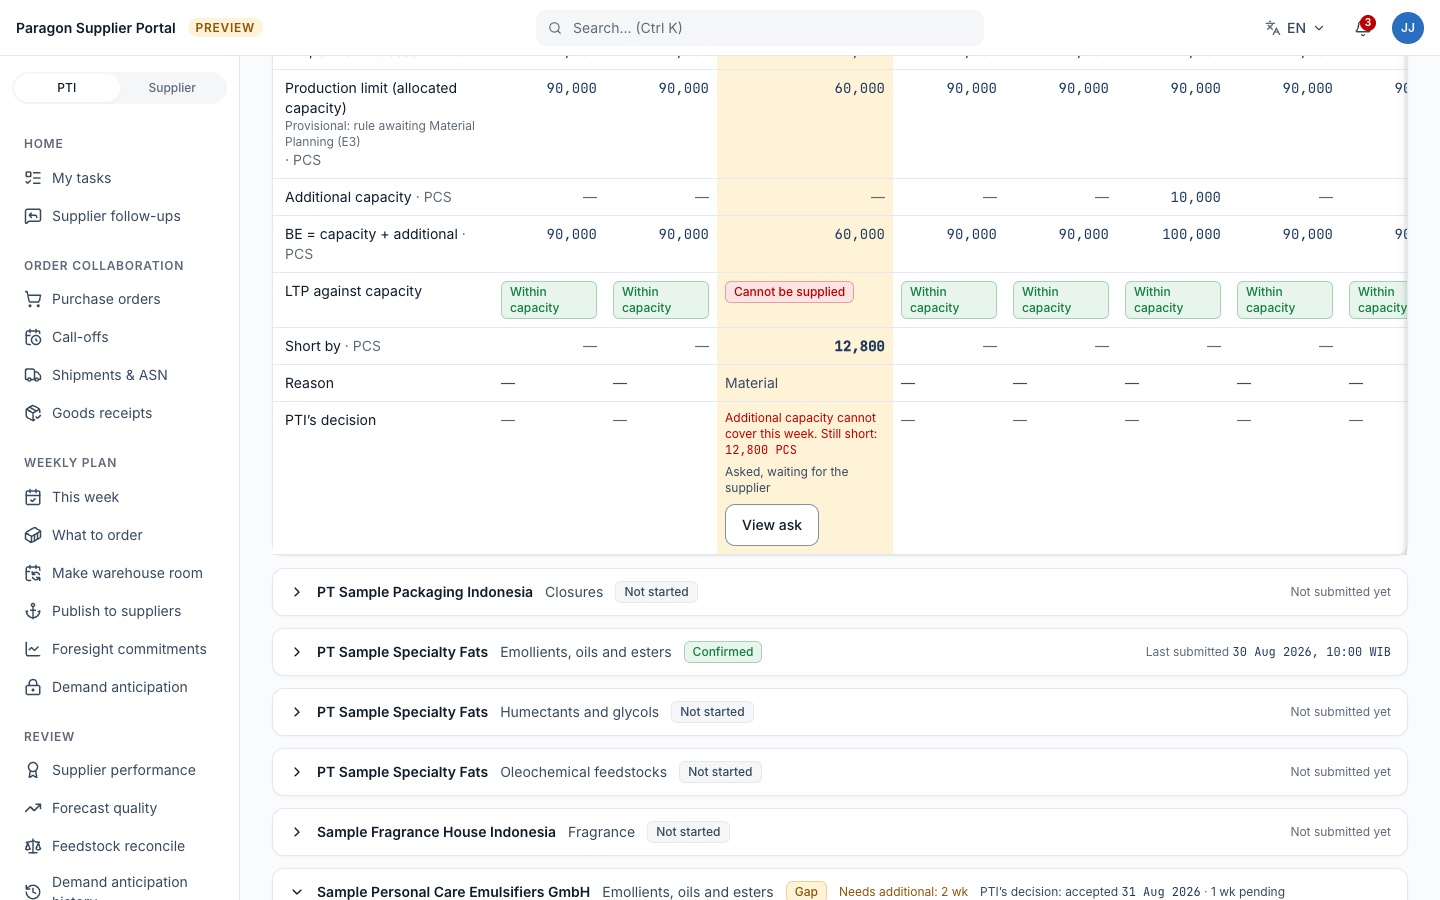 Paragon Supplier Portal PREVIEW
Search... (Ctrl K)
EN
3
JJ
PTI Supplier
HOME
My tasks
Supplier follow-ups
ORDER COLLABORATION
Purchase orders
Call-offs
Shipments & ASN
Goods receipts
WEEKLY PLAN
This week
What to order
Make warehouse room
Publish to suppliers
Foresight commitments
Demand anticipation
REVIEW
Supplier performance
Forecast quality
Feedstock reconcile
Demand anticipation
history
Production limit (allocated
capacity)
Provisional: rule awaiting Material
Planning (E3)
· PCS
90,000 90,000 60,000 90,000 90,000 90,000 90,000 90
Additional capacity · PCS — — — — — 10,000 —
BE = capacity + additional ·
PCS
90,000 90,000 60,000 90,000 90,000 100,000 90,000 90
LTP against capacity
Within capacity
Within capacity
Cannot be supplied
Within capacity
Within capacity
Within capacity
Within capacity
Within capacity
Short by · PCS — — 12,800 — — — —
Reason — — Material — — — — —
PTI's decision — —
Additional capacity cannot
cover this week. Still short:
12,800 PCS
Asked, waiting for the
supplier
View ask
— — — — —
PT Sample Packaging Indonesia Closures Not started Not submitted yet
PT Sample Specialty Fats Emollients, oils and esters Confirmed Last submitted 30 Aug 2026, 10:00 WIB
PT Sample Specialty Fats Humectants and glycols Not started Not submitted yet
PT Sample Specialty Fats Oleochemical feedstocks Not started Not submitted yet
Sample Fragrance House Indonesia Fragrance Not started Not submitted yet
Sample Personal Care Emulsifiers GmbH Emollients, oils and esters Gap Needs additional: 2 wk PTI's decision: accepted 31 Aug 2026 · 1 wk pending